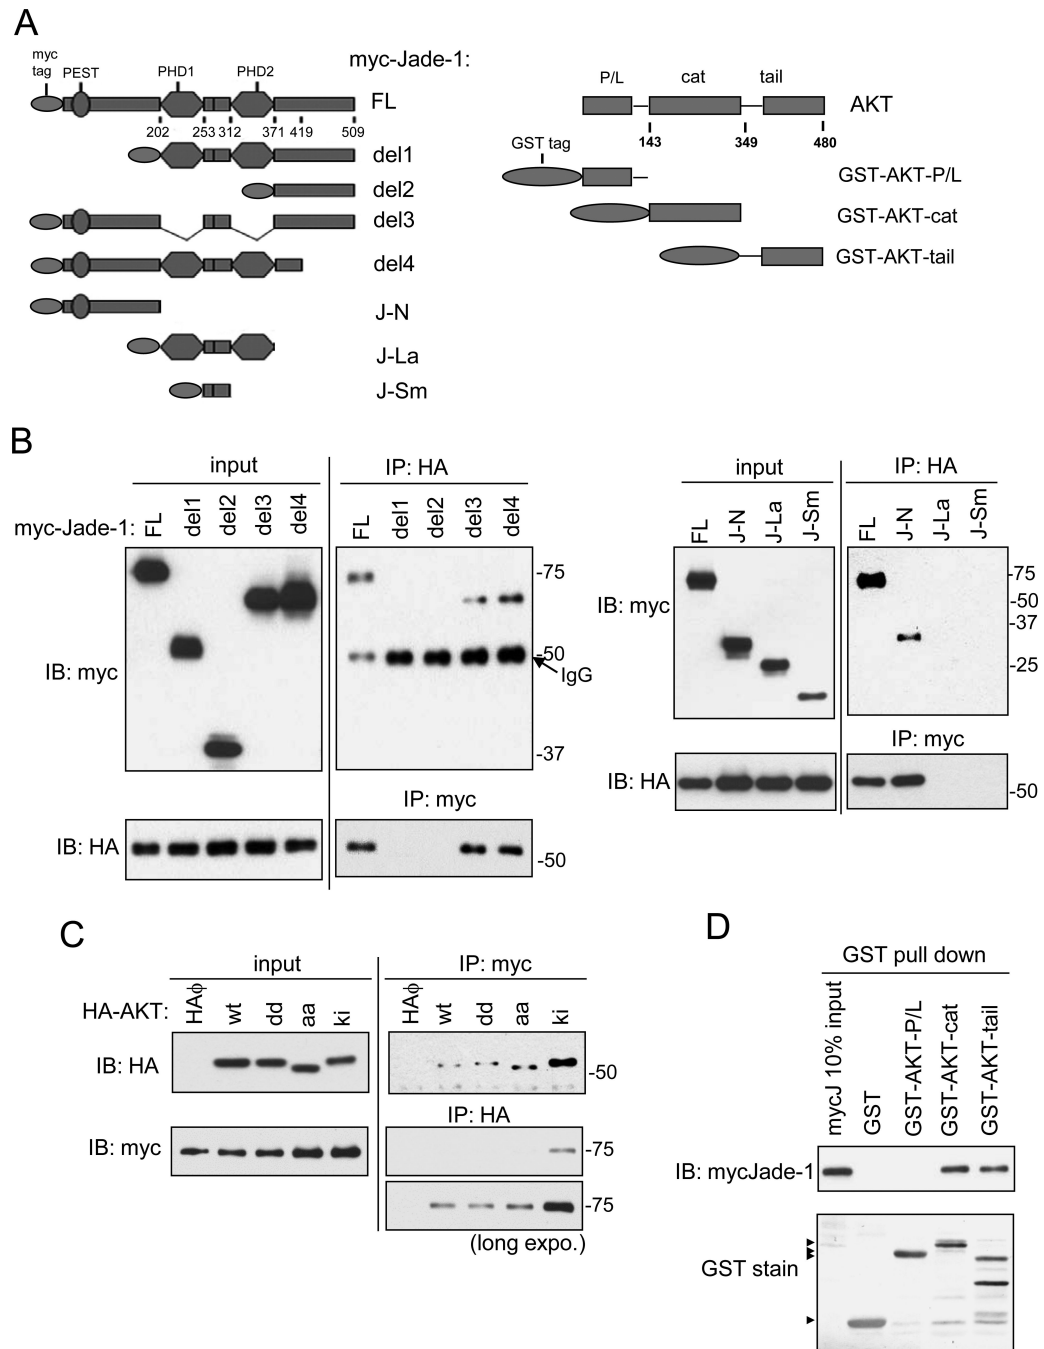 A
myc tag
PEST
PHD1
PHD2
myc-Jade-1:
FL
202 253 312 371 419 509
del1
del2
del3
del4
J-N
J-La
J-Sm
P/L cat tail
AKT
143 349 480
GST tag
GST-AKT-P/L
GST-AKT-cat
GST-AKT-tail
B
input
IP: HA
myc-Jade-1: FL del1 del2 del3 del4 FL del1 del2 del3 del4
IB: myc
-75
-50
IgG
-37
IP: myc
IB: HA
-50
input
IP: HA
FL J-N J-La J-Sm FL J-N J-La J-Sm
IB: myc
-75
-50
-37
-25
IP: myc
IB: HA
-50
C
input
IP: myc
HA-AKT: HAϕ wt dd aa ki HAϕ wt dd aa ki
IB: HA
-50
IP: HA
IB: myc
-75
-75
(long expo.)
D
GST pull down
mycJ 10% input
GST
GST-AKT-P/L
GST-AKT-cat
GST-AKT-tail
IB: mycJade-1
GST stain